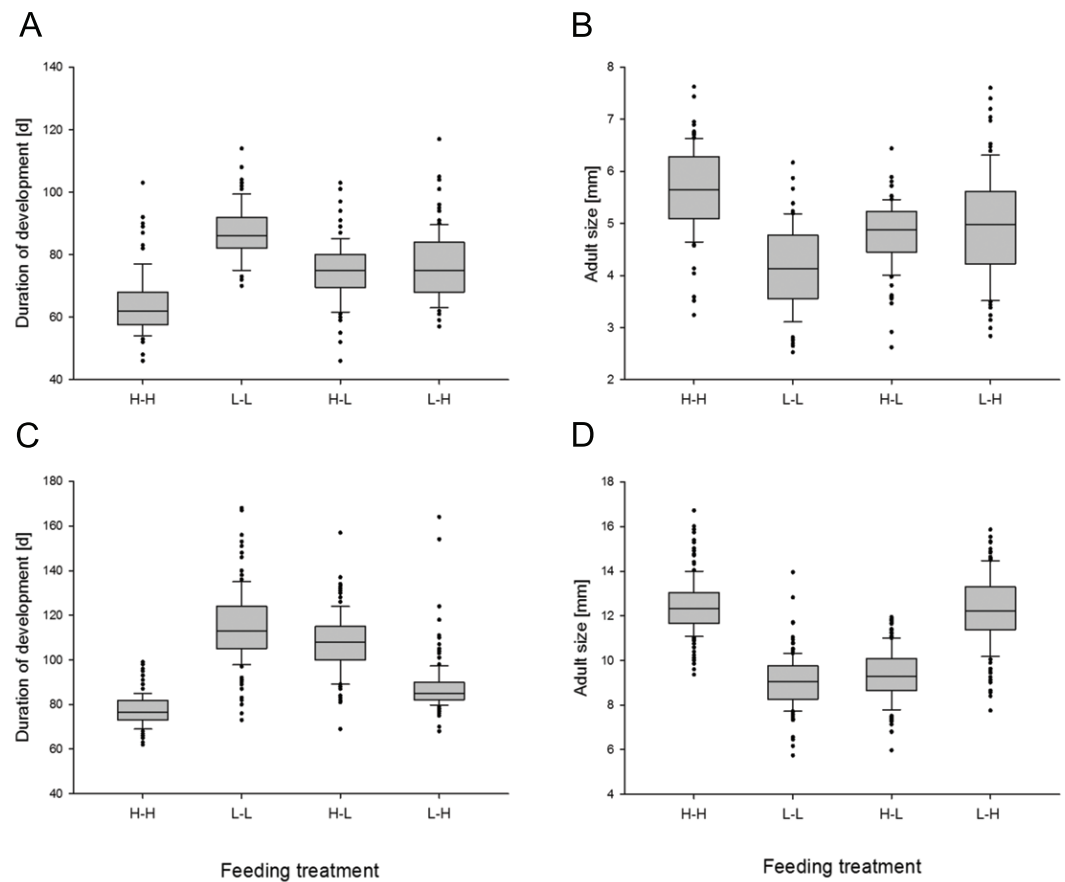 A
Duration of development [d]
140
120
100
80
60
40
H-H L-L H-L L-H
B
Adult size [mm]
8
7
6
5
4
3
2
H-H L-L H-L L-H
C
Duration of development [d]
180
160
140
120
100
80
60
40
H-H L-L H-L L-H
Feeding treatment
D
Adult size [mm]
18
16
14
12
10
8
6
4
H-H L-L H-L L-H
Feeding treatment